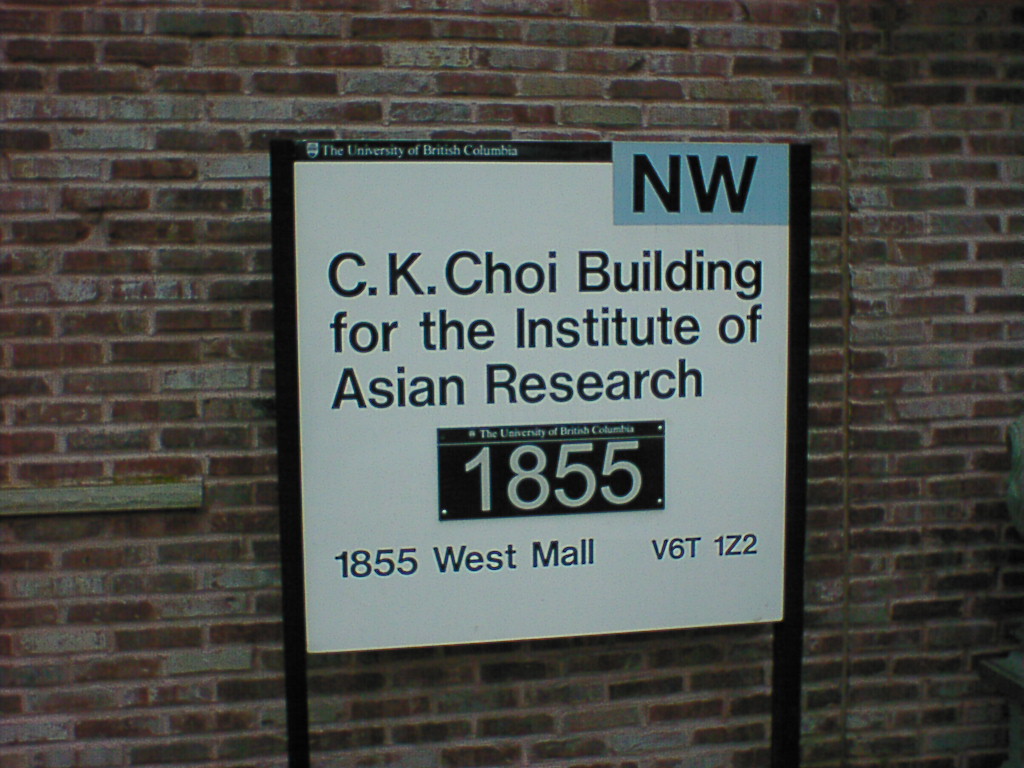 The University of British Columbia
NW
C. K. Choi Building
for the Institute of
Asian Research
The University of British Columbia
1855
1855 West Mall V6T 1Z2